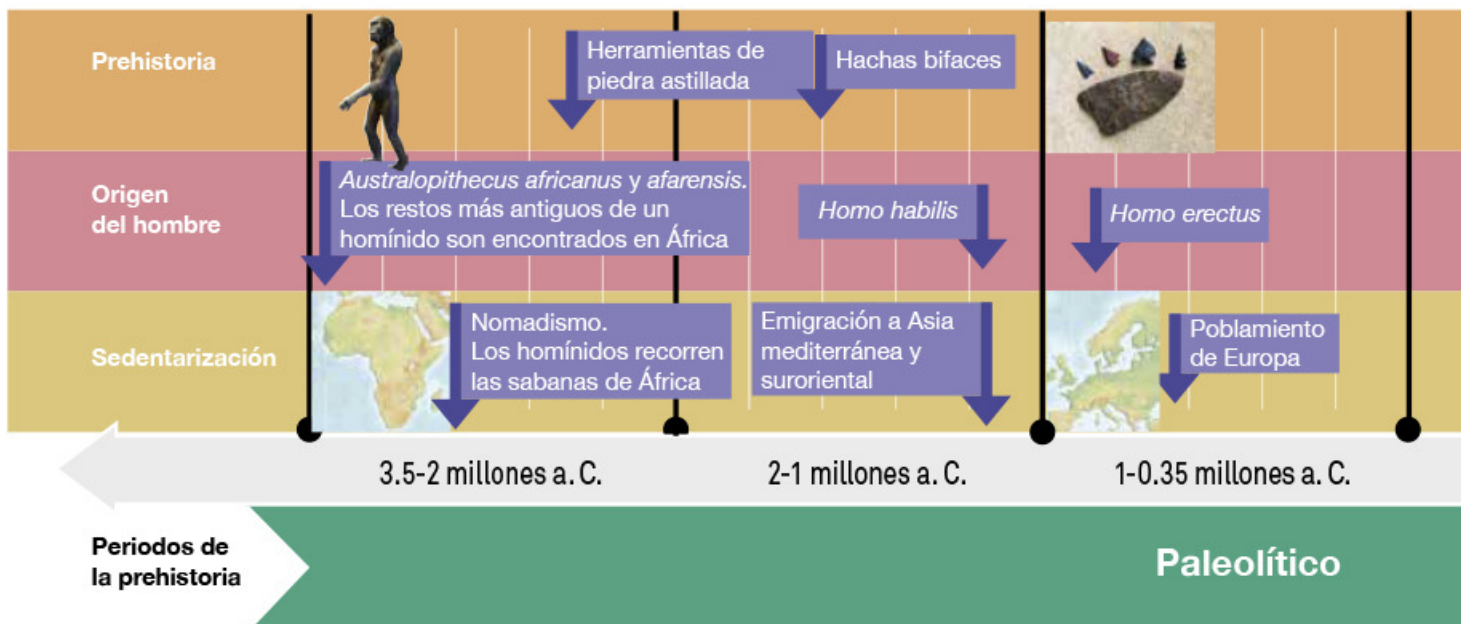 Prehistoria
Herramientas de
piedra astillada
Hachas bifaces
Origen
del hombre
Australopithecus africanus y afarensis.
Los restos más antiguos de un
homínido son encontrados en África
Homo habilis
Homo erectus
Sedentarización
Nomadismo.
Los homínidos recorren
las sabanas de África
Emigración a Asia
mediterránea y
suroriental
Poblamiento
de Europa
3.5-2 millones a. C.
2-1 millones a. C.
1-0.35 millones a. C.
Periodos de
la prehistoria
Paleolítico